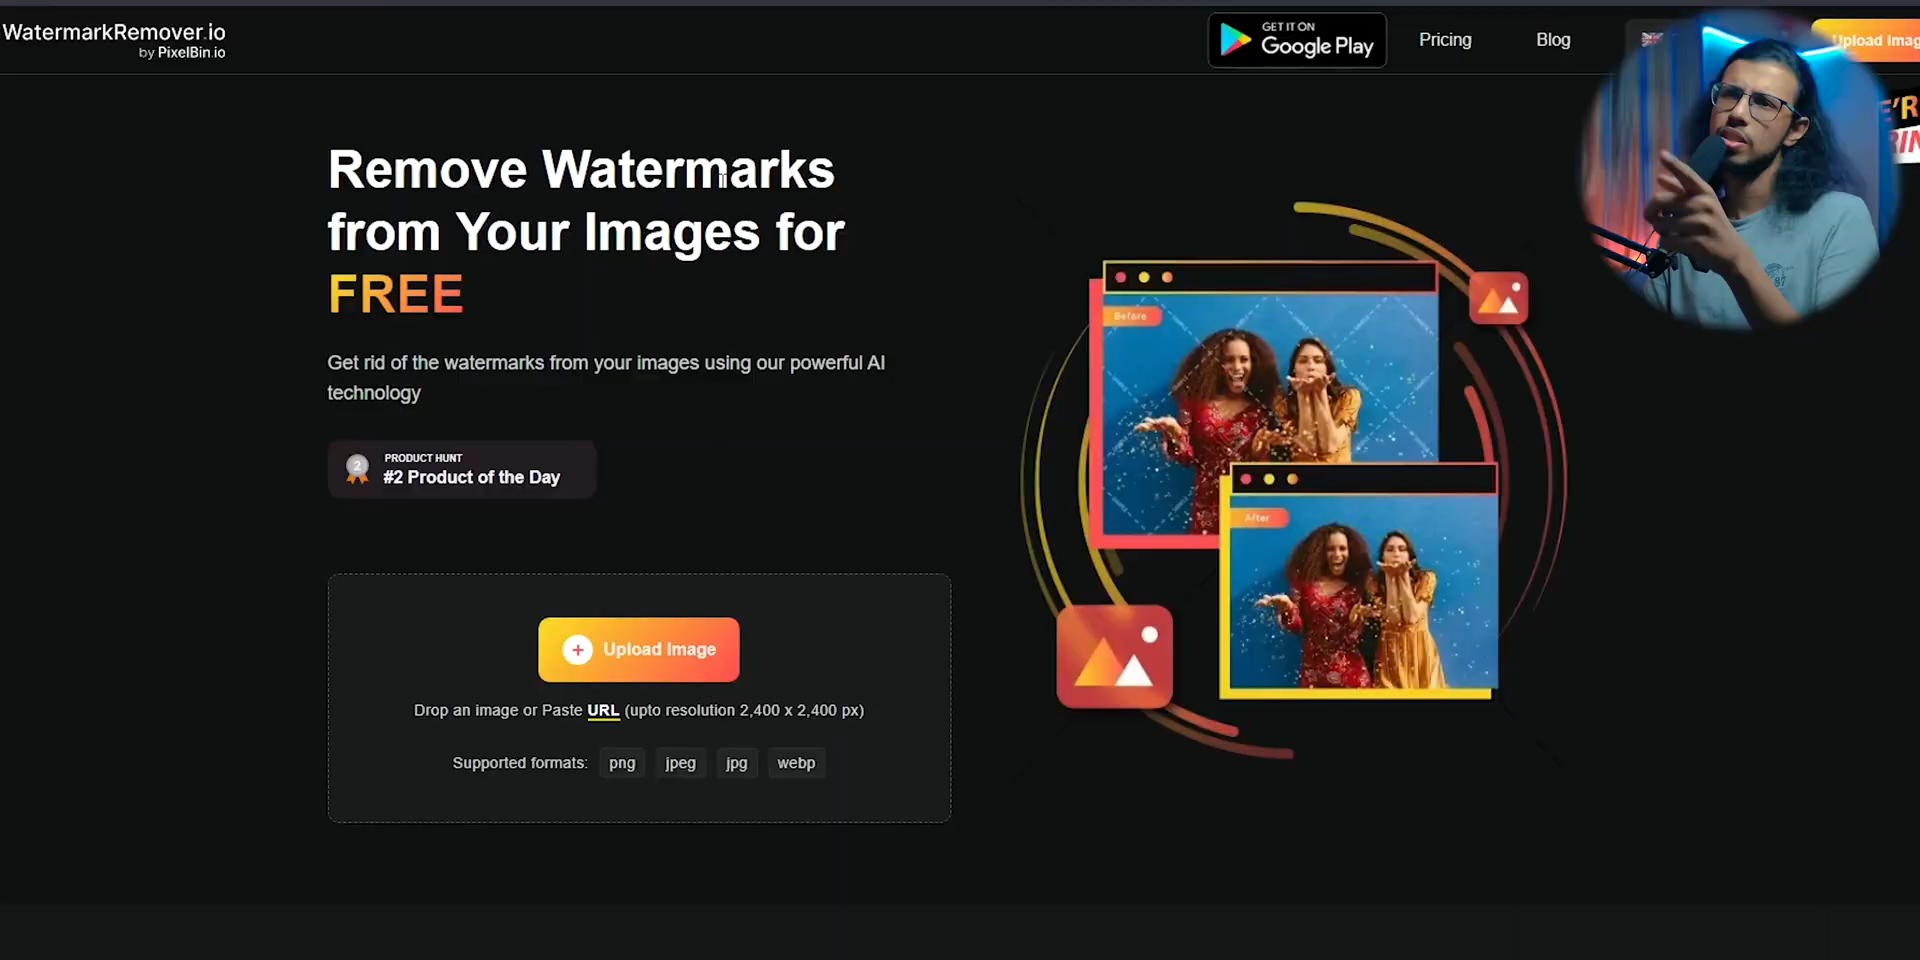 WatermarkRemover.io
by PixelBin.io
GET IT ON
Google Play
Pricing
Blog
Upload Imag
Remove Watermarks
from Your Images for
FREE
Get rid of the watermarks from your images using our powerful AI
technology
2
PRODUCT HUNT
#2 Product of the Day
Before
After
Upload Image
Drop an image or Paste URL (upto resolution 2,400 x 2,400 px)
Supported formats: png jpeg jpg webp